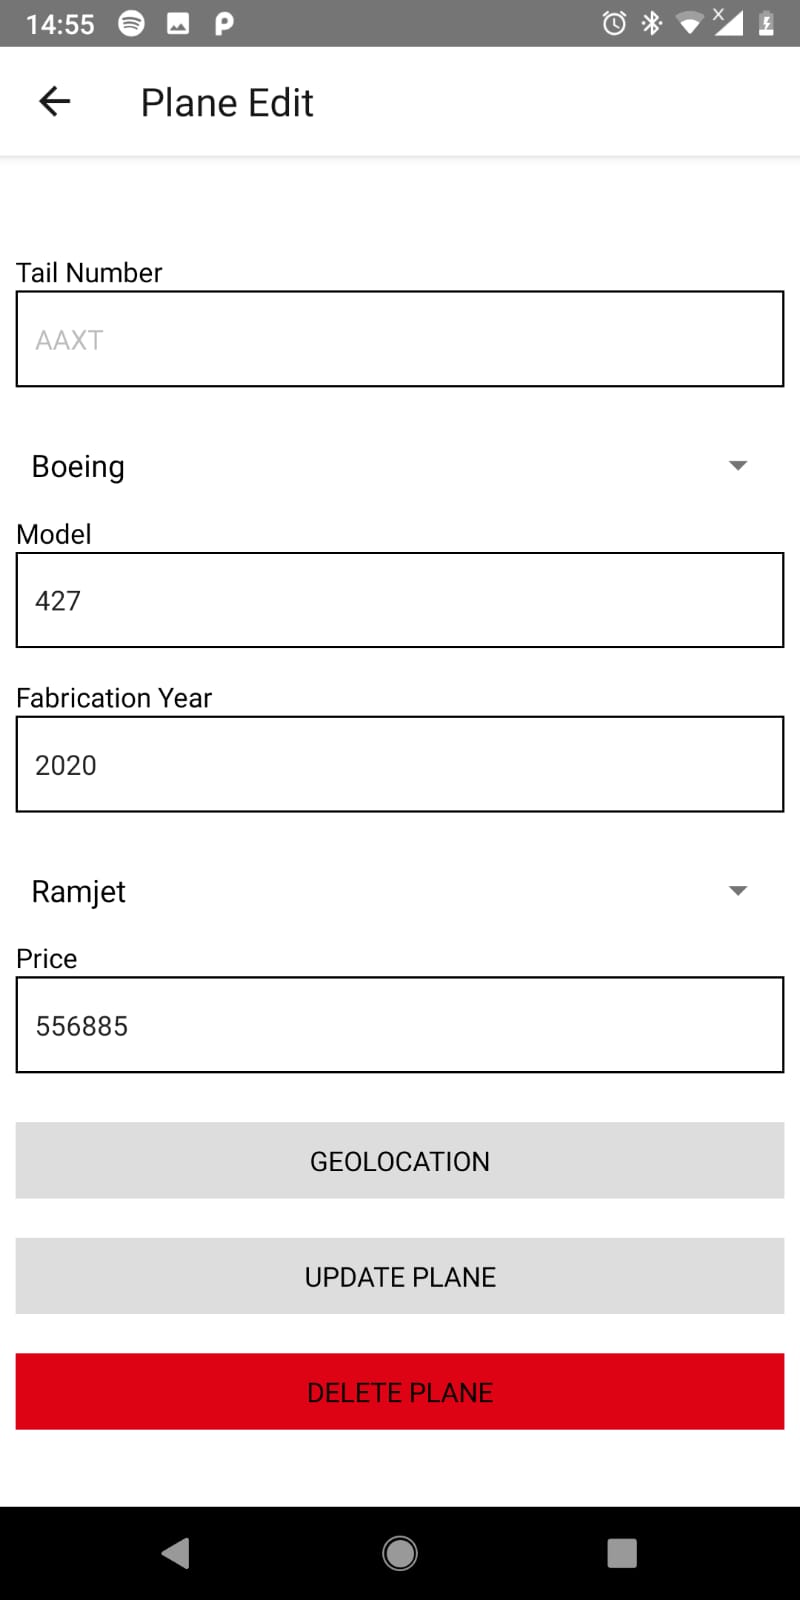 14:55
Plane Edit
Tail Number
AAXT
Boeing
Model
427
Fabrication Year
2020
Ramjet
Price
556885
GEOLOCATION
UPDATE PLANE
DELETE PLANE